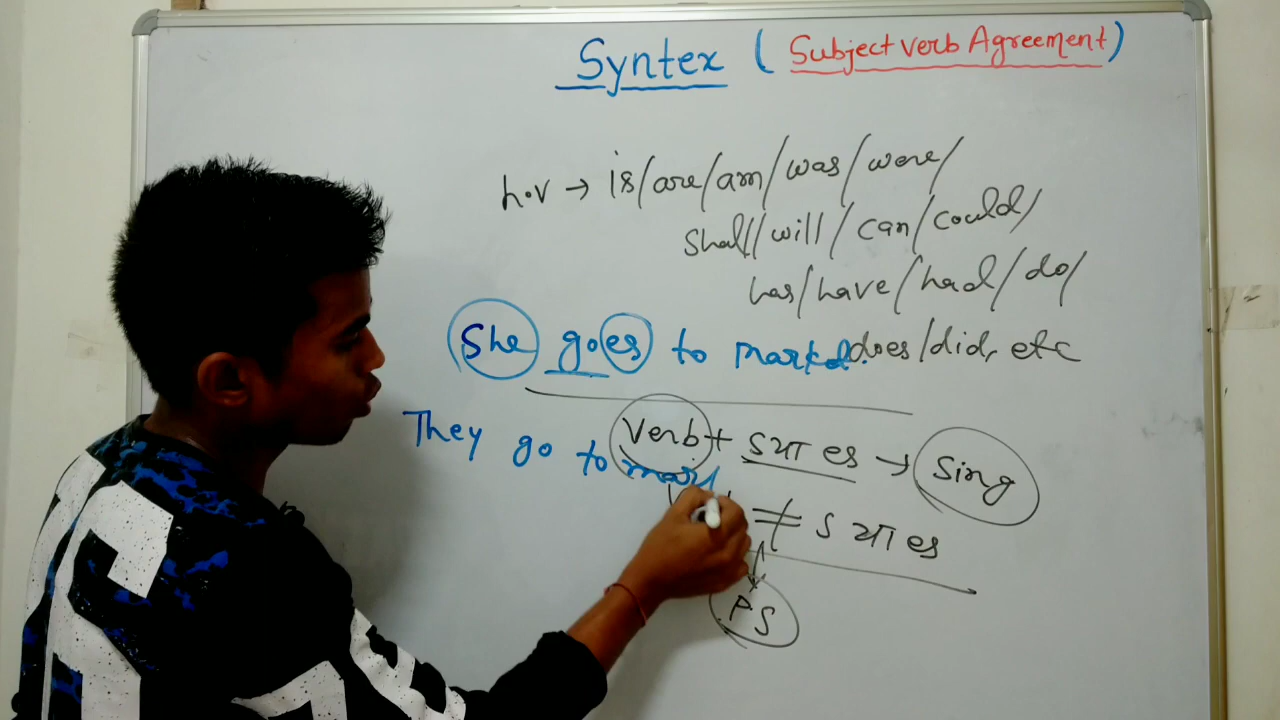 Syntex ( Subject verb Agreement )
h.v → is/are/am/was/were/
shall/will/can/could/
has/have/had/do/
does/did, etc
She goes to market.
They go to mark
Verb + s या es → Sing
≠ s या es
PS